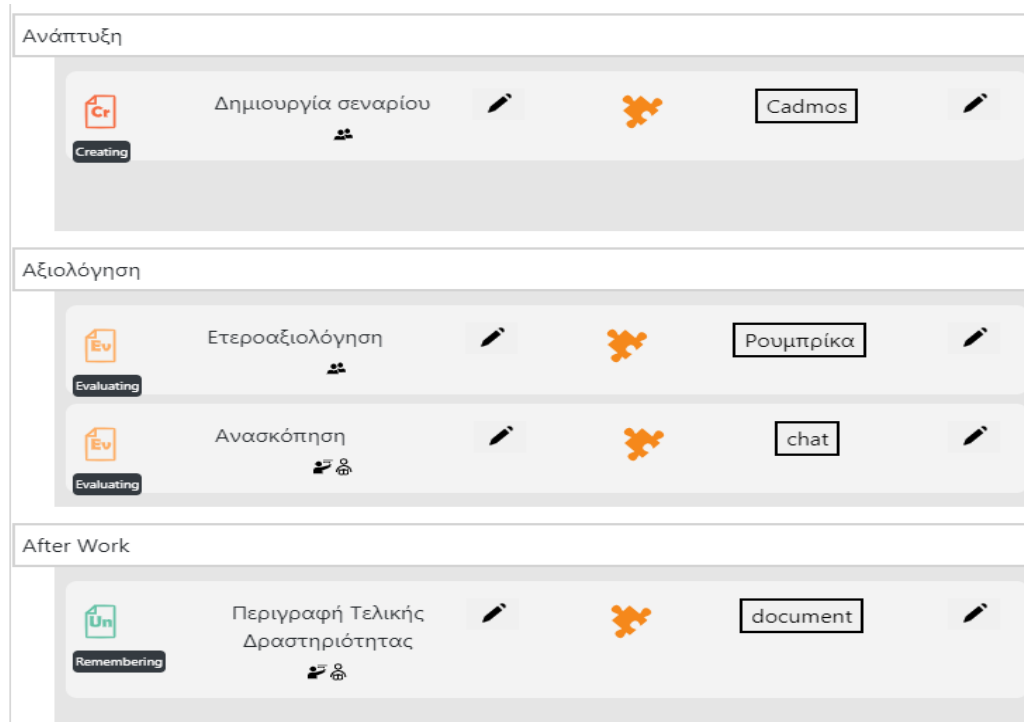 Ανάπτυξη
Cr
Δημιουργία σεναρίου
Cadmos
Creating
Αξιολόγηση
Ev
Ετεροαξιολόγηση
Ρουμπρίκα
Evaluating
Ev
Ανασκόπηση
chat
Evaluating
After Work
Un
Περιγραφή Τελικής
Δραστηριότητας
document
Remembering